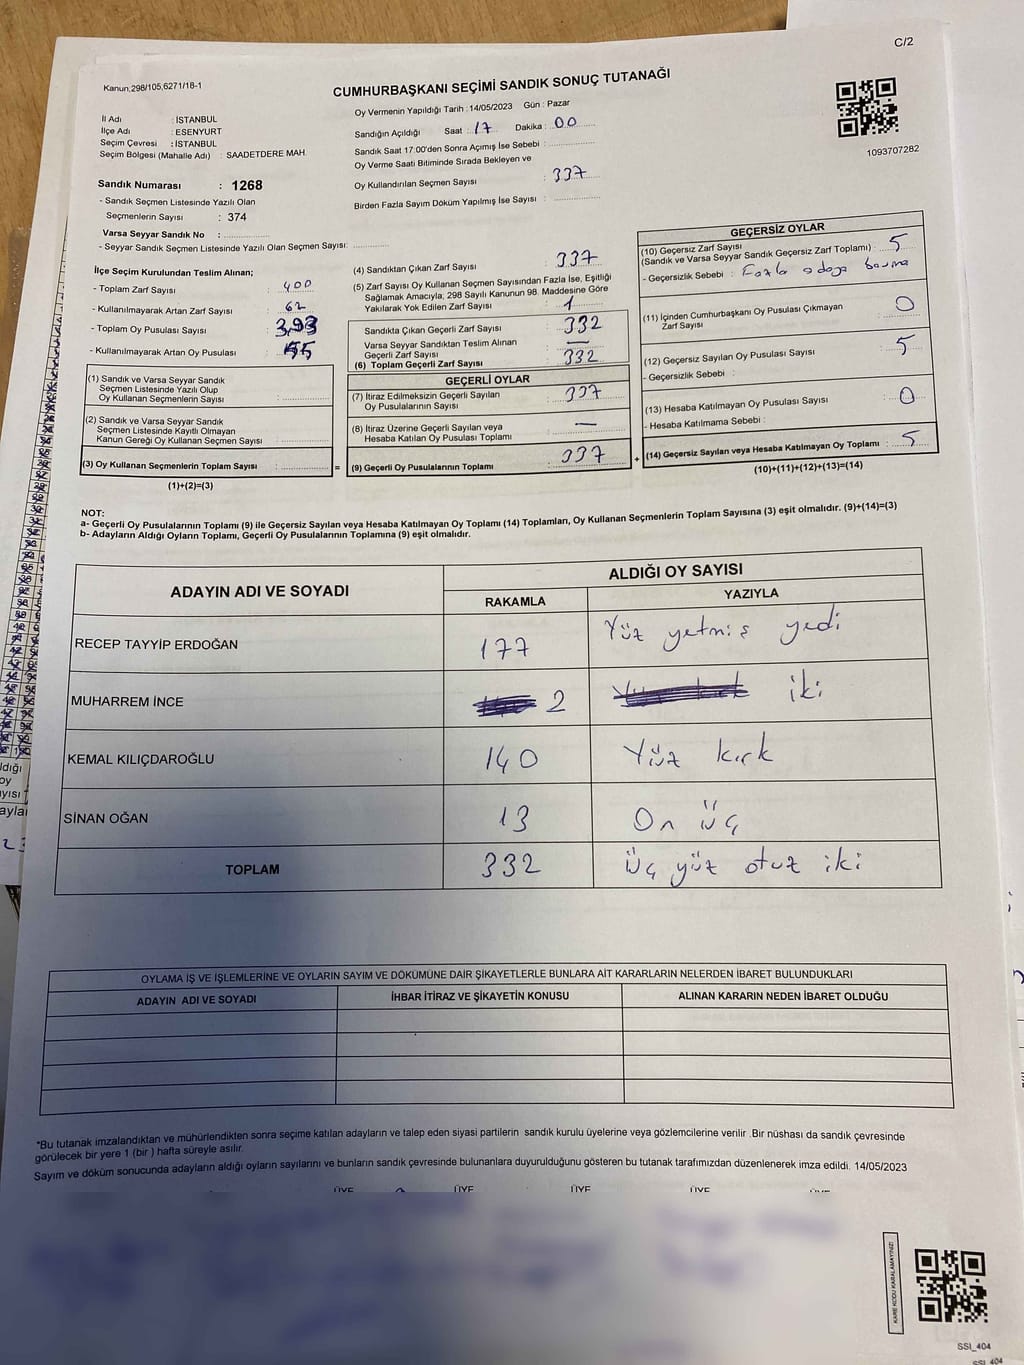 C/2
Kanun,298/105,6271/18-1
CUMHURBAŞKANI SEÇİMİ SANDIK SONUÇ TUTANAĞI
İl Adı : İSTANBUL
İlçe Adı : ESENYURT
Seçim Çevresi : İSTANBUL
Seçim Bölgesi (Mahalle Adı) : SAADETDERE MAH.
Oy Vermenin Yapıldığı Tarih : 14/05/2023 Gün : Pazar
Sandığın Açıldığı Saat : 17 Dakika : 00
Sandık Saat 17:00'den Sonra Açımış İse Sebebi :
Oy Verme Saati Bitiminde Sırada Bekleyen ve
Oy Kullandırılan Seçmen Sayısı : 337
Birden Fazla Sayım Döküm Yapılmış İse Sayısı :
1093707282
Sandık Numarası : 1268
- Sandık Seçmen Listesinde Yazılı Olan
Seçmenlerin Sayısı : 374
Varsa Seyyar Sandık No :
- Seyyar Sandık Seçmen Listesinde Yazılı Olan Seçmen Sayısı:
İlçe Seçim Kurulundan Teslim Alınan;
- Toplam Zarf Sayısı : 400
- Kullanılmayarak Artan Zarf Sayısı : 62
- Toplam Oy Pusulası Sayısı : 393
- Kullanılmayarak Artan Oy Pusulası : 55
(1) Sandık ve Varsa Seyyar Sandık
Seçmen Listesinde Yazılı Olup
Oy Kullanan Seçmenlerin Sayısı :
(2) Sandık ve Varsa Seyyar Sandık
Seçmen Listesinde Kayıtlı Olmayan
Kanun Gereği Oy Kullanan Seçmen Sayısı :
(3) Oy Kullanan Seçmenlerin Toplam Sayısı : =
(1)+(2)=(3)
(4) Sandıktan Çıkan Zarf Sayısı : 337
(5) Zarf Sayısı Oy Kullanan Seçmen Sayısından Fazla İse, Eşitliği
Sağlamak Amacıyla, 298 Sayılı Kanunun 98. Maddesine Göre
Yakılarak Yok Edilen Zarf Sayısı : 1
Sandıkta Çıkan Geçerli Zarf Sayısı : 332
Varsa Seyyar Sandıktan Teslim Alınan
Geçerli Zarf Sayısı : —
(6) Toplam Geçerli Zarf Sayısı : 332
GEÇERLİ OYLAR
(7) İtiraz Edilmeksizin Geçerli Sayılan
Oy Pusulalarının Sayısı : 337
(8) İtiraz Üzerine Geçerli Sayılan veya
Hesaba Katılan Oy Pusulası Toplamı : —
(9) Geçerli Oy Pusulalarının Toplamı : 337 +
GEÇERSİZ OYLAR
(10) Geçersiz Zarf Sayısı
(Sandık ve Varsa Seyyar Sandık Geçersiz Zarf Toplamı) : 5
- Geçersizlik Sebebi : Fazla adaya basma
(11) İçinden Cumhurbaşkanı Oy Pusulası Çıkmayan
Zarf Sayısı : 0
(12) Geçersiz Sayılan Oy Pusulası Sayısı : 5
- Geçersizlik Sebebi :
(13) Hesaba Katılmayan Oy Pusulası Sayısı : 0
- Hesaba Katılmama Sebebi :
(14) Geçersiz Sayılan veya Hesaba Katılmayan Oy Toplamı : 5
(10)+(11)+(12)+(13)=(14)
NOT:
a- Geçerli Oy Pusulalarının Toplamı (9) ile Geçersiz Sayılan veya Hesaba Katılmayan Oy Toplamı (14) Toplamları, Oy Kullanan Seçmenlerin Toplam Sayısına (3) eşit olmalıdır. (9)+(14)=(3)
b- Adayların Aldığı Oyların Toplamı, Geçerli Oy Pusulalarının Toplamına (9) eşit olmalıdır.
ADAYIN ADI VE SOYADI ALDIĞI OY SAYISI
RAKAMLA YAZIYLA
RECEP TAYYİP ERDOĞAN 177 Yüz yetmiş yedi
MUHARREM İNCE 2 iki
KEMAL KILIÇDAROĞLU 140 Yüz kırk
SİNAN OĞAN 13 On üç
TOPLAM 332 üç yüz otuz iki
OYLAMA İŞ VE İŞLEMLERİNE VE OYLARIN SAYIM VE DÖKÜMÜNE DAİR ŞİKAYETLERLE BUNLARA AİT KARARLARIN NELERDEN İBARET BULUNDUKLARI
ADAYIN ADI VE SOYADI İHBAR İTİRAZ VE ŞİKAYETİN KONUSU ALINAN KARARIN NEDEN İBARET OLDUĞU
*Bu tutanak imzalandıktan ve mühürlendikten sonra seçime katılan adayların ve talep eden siyasi partilerin sandık kurulu üyelerine veya gözlemcilerine verilir .Bir nüshası da sandık çevresinde
görülecek bir yere 1 (bir ) hafta süreyle asılır.
Sayım ve döküm sonucunda adayların aldığı oyların sayılarını ve bunların sandık çevresinde bulunanlara duyurulduğunu gösteren bu tutanak tarafımızdan düzenlenerek imza edildi. 14/05/2023
ÜYE ÜYE ÜYE ÜYE ÜYE
KARE KODU KARALAMAYINIZ!
SSI_404
SSI_404